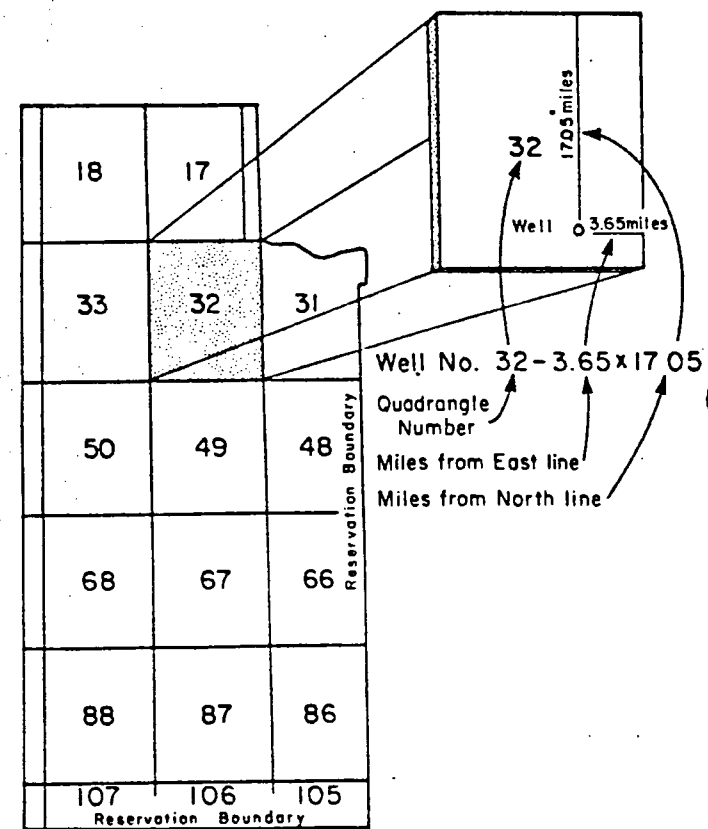 18 17
33 32 31
50 49 48
68 67 66
88 87 86
107 106 105
Reservation Boundary
Reservation Boundary
32
17.05 miles
Well
3.65miles
Well No. 32-3.65x17 05
Quadrangle
Number
Miles from East line
Miles from North line